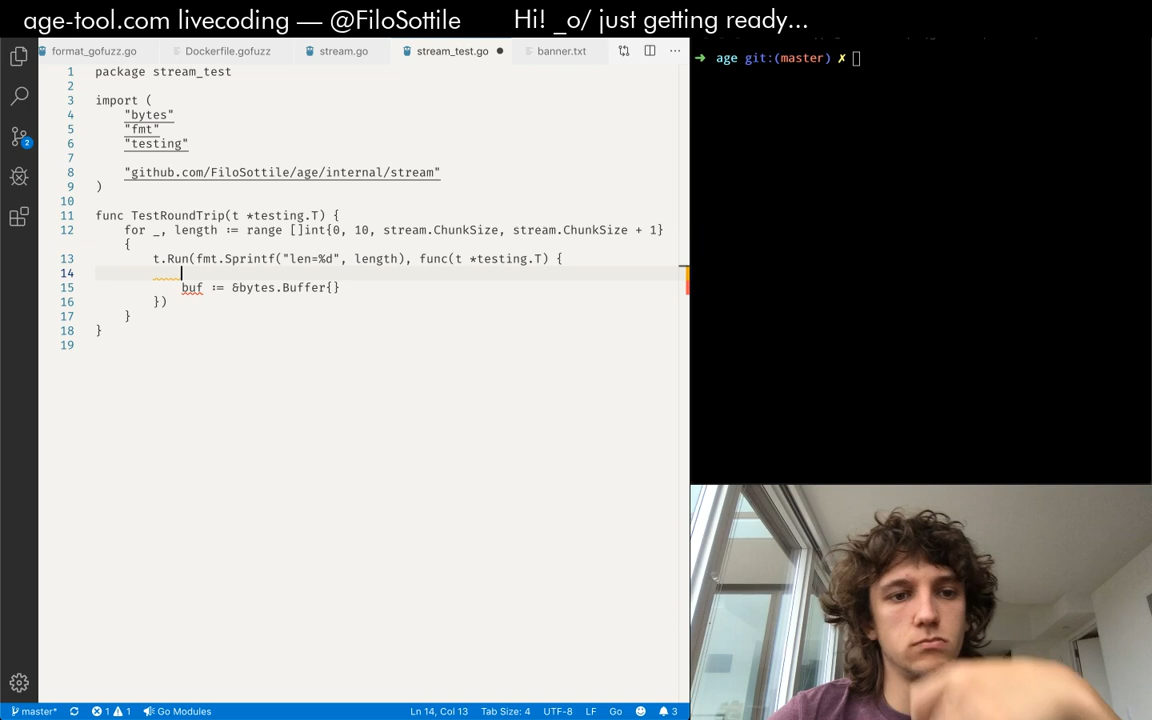 age-tool.com livecoding — @FiloSottile Hi! _o/ just getting ready...
format_gofuzz.go Dockerfile.gofuzz stream.go stream_test.go banner.txt
1 package stream_test
2
3 import (
4 "bytes"
5 "fmt"
6 "testing"
7
8 "github.com/FiloSottile/age/internal/stream"
9 )
10
11 func TestRoundTrip(t *testing.T) {
12 for _, length := range []int{0, 10, stream.ChunkSize, stream.ChunkSize + 1}
{
13 t.Run(fmt.Sprintf("len=%d", length), func(t *testing.T) {
14
15 buf := &bytes.Buffer{}
16 })
17 }
18 }
19
➜ age git:(master) ✗
2
master* 1 1 Go Modules Ln 14, Col 13 Tab Size: 4 UTF-8 LF Go 3